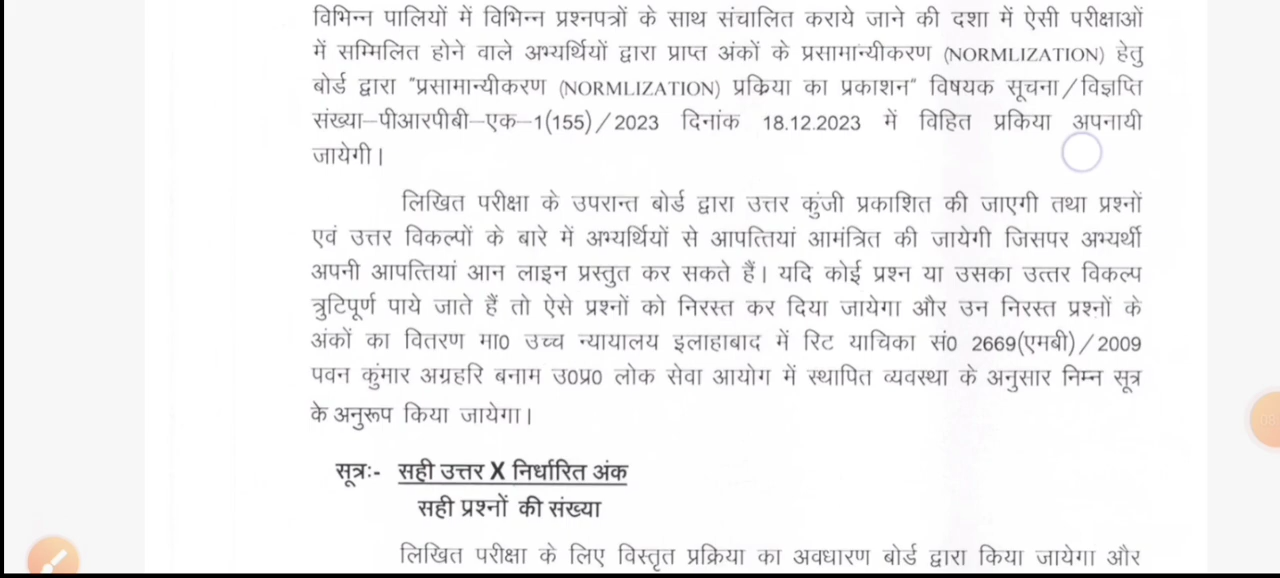 विभिन्न पालियों में विभिन्न प्रश्नपत्रों के साथ संचालित कराये जाने की दशा में ऐसी परीक्षाओं
में सम्मिलित होने वाले अभ्यर्थियों द्वारा प्राप्त अंकों के प्रसामान्यीकरण (NORMLIZATION) हेतु
बोर्ड द्वारा "प्रसामान्यीकरण (NORMLIZATION) प्रकिया का प्रकाशन" विषयक सूचना/विज्ञप्ति
संख्या–पीआरपीबी–एक–1(155)/2023 दिनांक 18.12.2023 में विहित प्रकिया अपनायी
जायेगी।
लिखित परीक्षा के उपरान्त बोर्ड द्वारा उत्तर कुंजी प्रकाशित की जाएगी तथा प्रश्नों
एवं उत्तर विकल्पों के बारे में अभ्यर्थियों से आपत्तियां आमंत्रित की जायेगी जिसपर अभ्यर्थी
अपनी आपत्तियां आन लाइन प्रस्तुत कर सकते हैं। यदि कोई प्रश्न या उसका उत्तर विकल्प
त्रुटिपूर्ण पाये जाते हैं तो ऐसे प्रश्नों को निरस्त कर दिया जायेगा और उन निरस्त प्रश्नों के
अंकों का वितरण मा0 उच्च न्यायालय इलाहाबाद में रिट याचिका सं0 2669(एमबी)/2009
पवन कुंमार अग्रहरि बनाम उ0प्र0 लोक सेवा आयोग में स्थापित व्यवस्था के अनुसार निम्न सूत्र
के अनुरूप किया जायेगा।
सूत्रः- सही उत्तर X निर्धारित अंक
सही प्रश्नों की संख्या
लिखित परीक्षा के लिए विस्तृत प्रक्रिया का अवधारण बोर्ड द्वारा किया जायेगा और